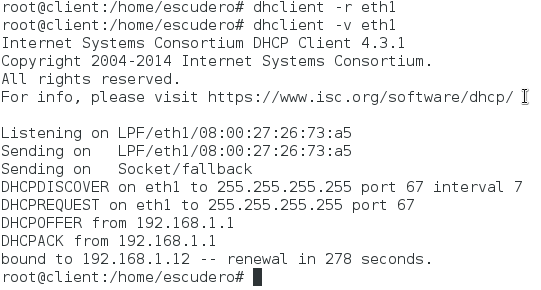 root@client:/home/escudero# dhclient -r eth1
root@client:/home/escudero# dhclient -v eth1
Internet Systems Consortium DHCP Client 4.3.1
Copyright 2004-2014 Internet Systems Consortium.
All rights reserved.
For info, please visit https://www.isc.org/software/dhcp/

Listening on LPF/eth1/08:00:27:26:73:a5
Sending on   LPF/eth1/08:00:27:26:73:a5
Sending on   Socket/fallback
DHCPDISCOVER on eth1 to 255.255.255.255 port 67 interval 7
DHCPREQUEST on eth1 to 255.255.255.255 port 67
DHCPOFFER from 192.168.1.1
DHCPACK from 192.168.1.1
bound to 192.168.1.12 -- renewal in 278 seconds.
root@client:/home/escudero#